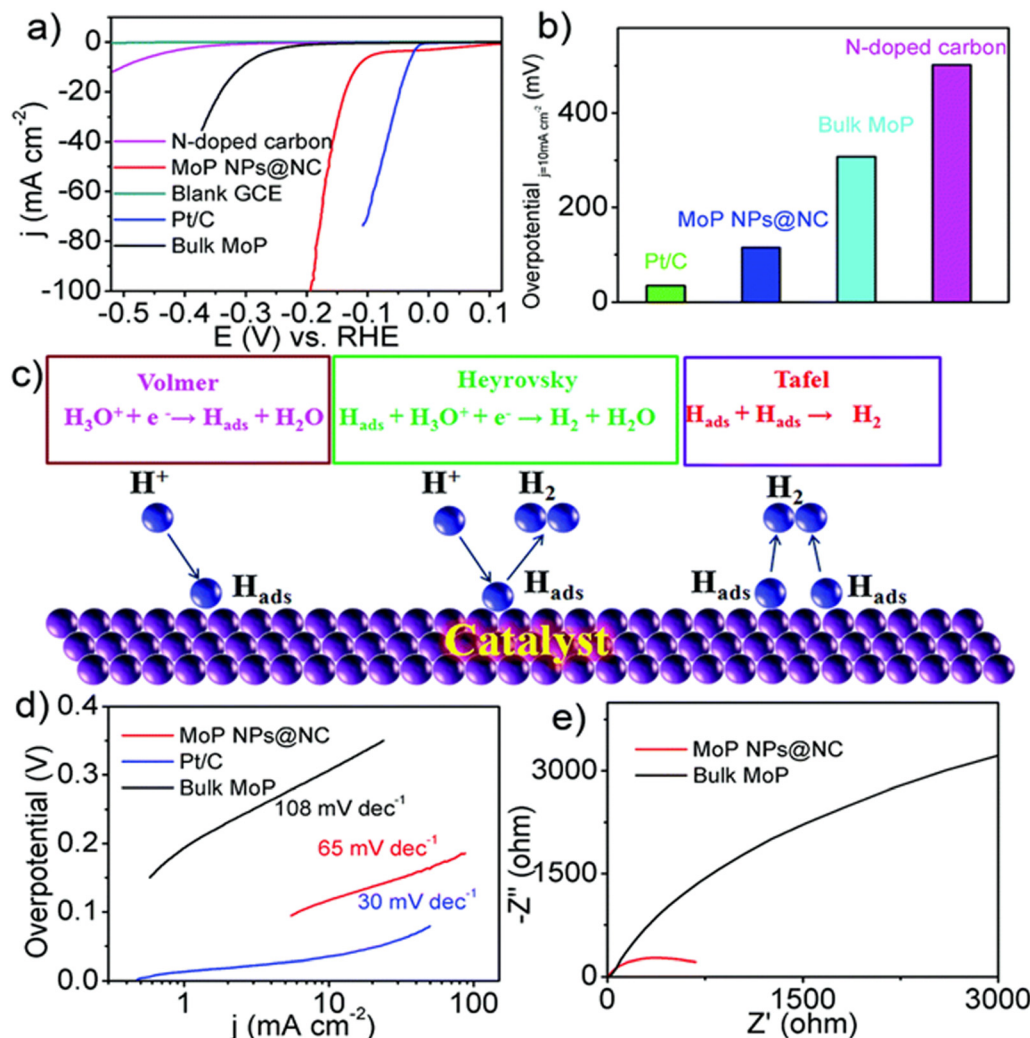 a)
0
-20
-40
-60
-80
-100
j (mA cm⁻²)
N-doped carbon
MoP NPs@NC
Blank GCE
Pt/C
Bulk MoP
-0.5 -0.4 -0.3 -0.2 -0.1 0.0 0.1
E (V) vs. RHE
b)
Overpotential j=10mA cm⁻² (mV)
400
200
0
Pt/C
MoP NPs@NC
Bulk MoP
N-doped carbon
c)
Volmer
H₃O⁺ + e⁻ → Hads + H₂O
Heyrovsky
Hads + H₃O⁺ + e⁻ → H₂ + H₂O
Tafel
Hads + Hads → H₂
H⁺
Hads
H⁺
H₂
Hads
H₂
Hads
Hads
Catalyst
d)
0.4
0.3
0.2
0.1
0.0
Overpotential (V)
MoP NPs@NC
Pt/C
Bulk MoP
108 mV dec⁻¹
65 mV dec⁻¹
30 mV dec⁻¹
1 10 100
j (mA cm⁻²)
e)
MoP NPs@NC
Bulk MoP
3000
1500
0
-Z'' (ohm)
0 1500 3000
Z' (ohm)